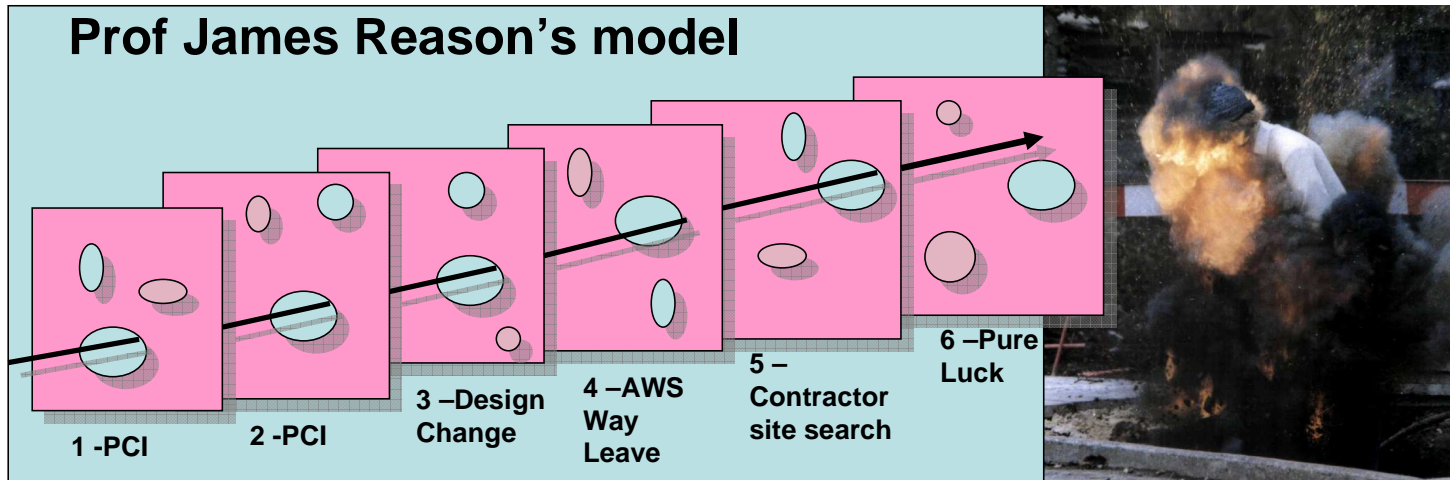 Prof James Reason’s model
1 -PCI
2 -PCI
3 –Design
Change
4 –AWS
Way
Leave
5 –
Contractor
site search
6 –Pure
Luck